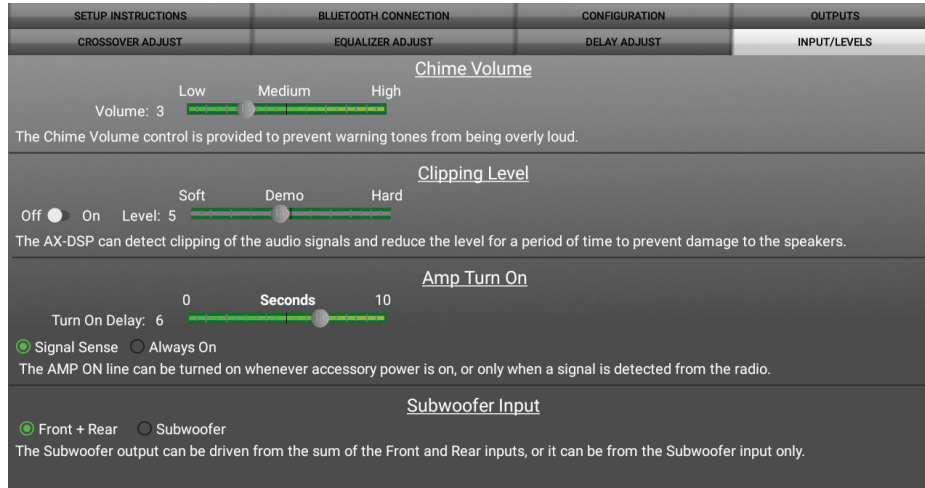 SETUP INSTRUCTIONS BLUETOOTH CONNECTION CONFIGURATION OUTPUTS
CROSSOVER ADJUST EQUALIZER ADJUST DELAY ADJUST INPUT/LEVELS
Chime Volume
Low Medium High
Volume: 3
The Chime Volume control is provided to prevent warning tones from being overly loud.
Clipping Level
Soft Demo Hard
Off On Level: 5
The AX-DSP can detect clipping of the audio signals and reduce the level for a period of time to prevent damage to the speakers.
Amp Turn On
0 Seconds 10
Turn On Delay: 6
Signal Sense Always On
The AMP ON line can be turned on whenever accessory power is on, or only when a signal is detected from the radio.
Subwoofer Input
Front + Rear Subwoofer
The Subwoofer output can be driven from the sum of the Front and Rear inputs, or it can be from the Subwoofer input only.